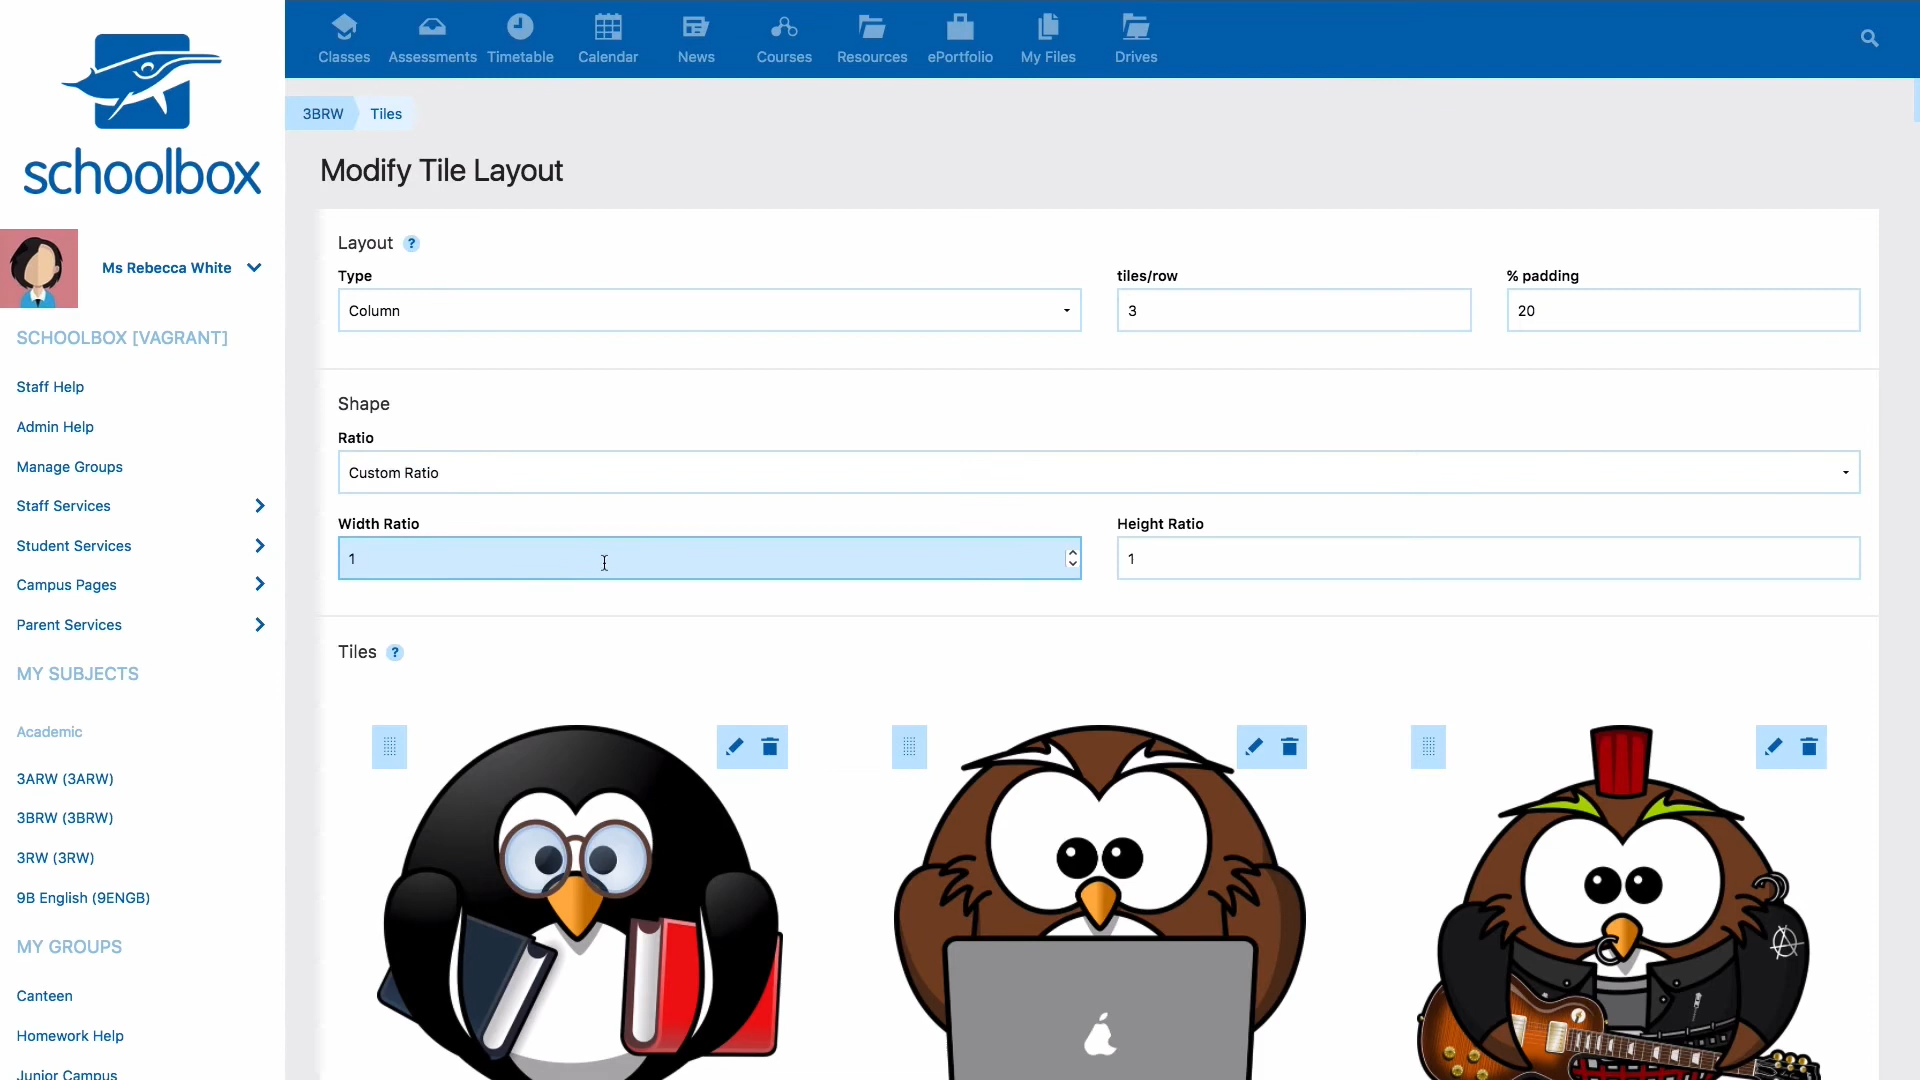 Classes
Assessments
Timetable
Calendar
News
Courses
Resources
ePortfolio
My Files
Drives
schoolbox
Ms Rebecca White
SCHOOLBOX [VAGRANT]
Staff Help
Admin Help
Manage Groups
Staff Services
Student Services
Campus Pages
Parent Services
MY SUBJECTS
Academic
3ARW (3ARW)
3BRW (3BRW)
3RW (3RW)
9B English (9ENGB)
MY GROUPS
Canteen
Homework Help
Junior Campus
3BRW
Tiles
Modify Tile Layout
Layout ?
Type
tiles/row
% padding
Column
3
20
Shape
Ratio
Custom Ratio
Width Ratio
Height Ratio
1
1
Tiles ?